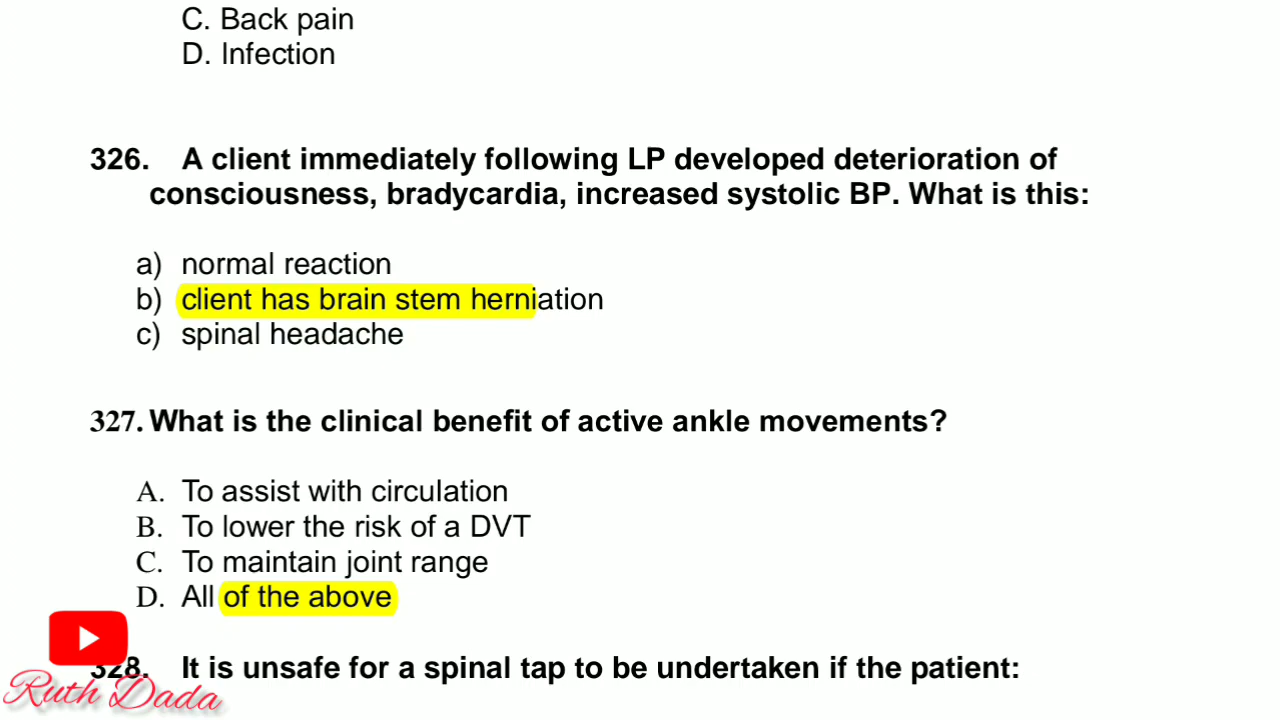 C. Back pain
D. Infection
326. A client immediately following LP developed deterioration of
consciousness, bradycardia, increased systolic BP. What is this:
a) normal reaction
b) client has brain stem herniation
c) spinal headache
327. What is the clinical benefit of active ankle movements?
A. To assist with circulation
B. To lower the risk of a DVT
C. To maintain joint range
D. All of the above
328. It is unsafe for a spinal tap to be undertaken if the patient:
Ruth Dada